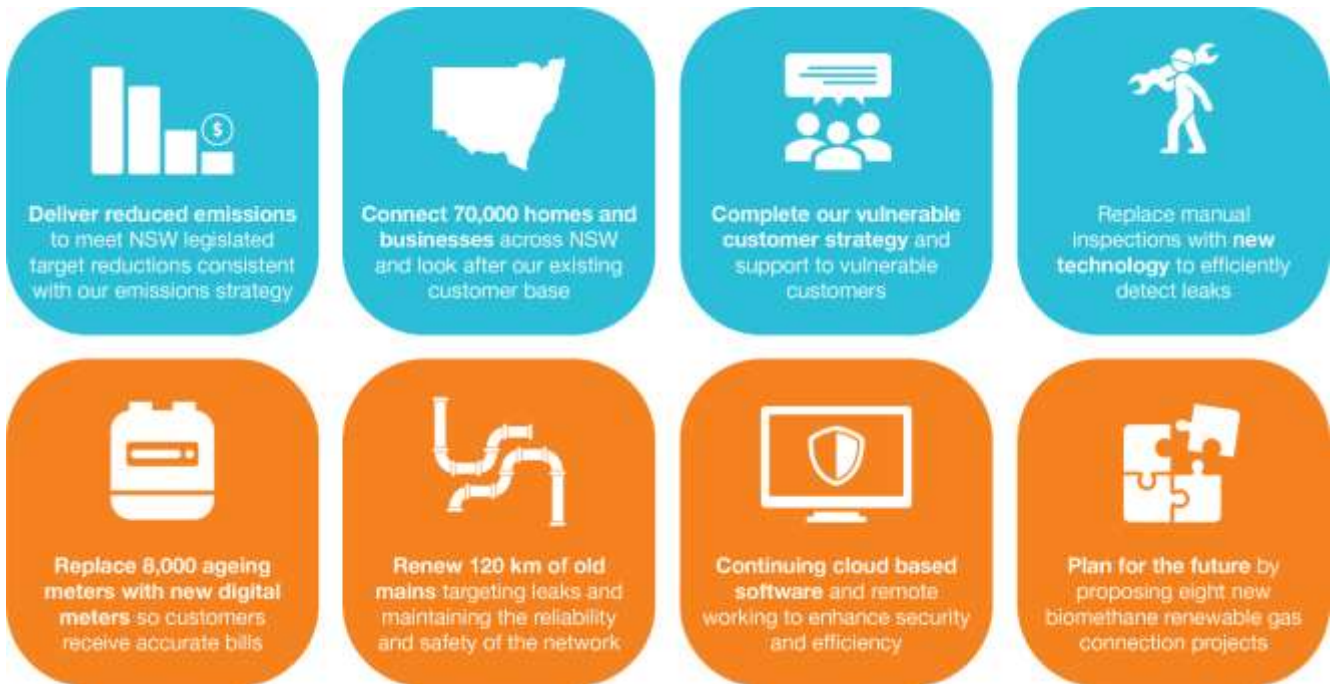 $
Deliver reduced emissions
to meet NSW legislated
target reductions consistent
with our emissions strategy
Connect 70,000 homes and
businesses across NSW
and look after our existing
customer base
Complete our vulnerable
customer strategy and
support to vulnerable
customers
Replace manual
inspections with new
technology to efficiently
detect leaks
Replace 8,000 ageing
meters with new digital
meters so customers
receive accurate bills
Renew 120 km of old
mains targeting leaks and
maintaining the reliability
and safety of the network
Continuing cloud based
software and remote
working to enhance security
and efficiency
Plan for the future by
proposing eight new
biomethane renewable gas
connection projects